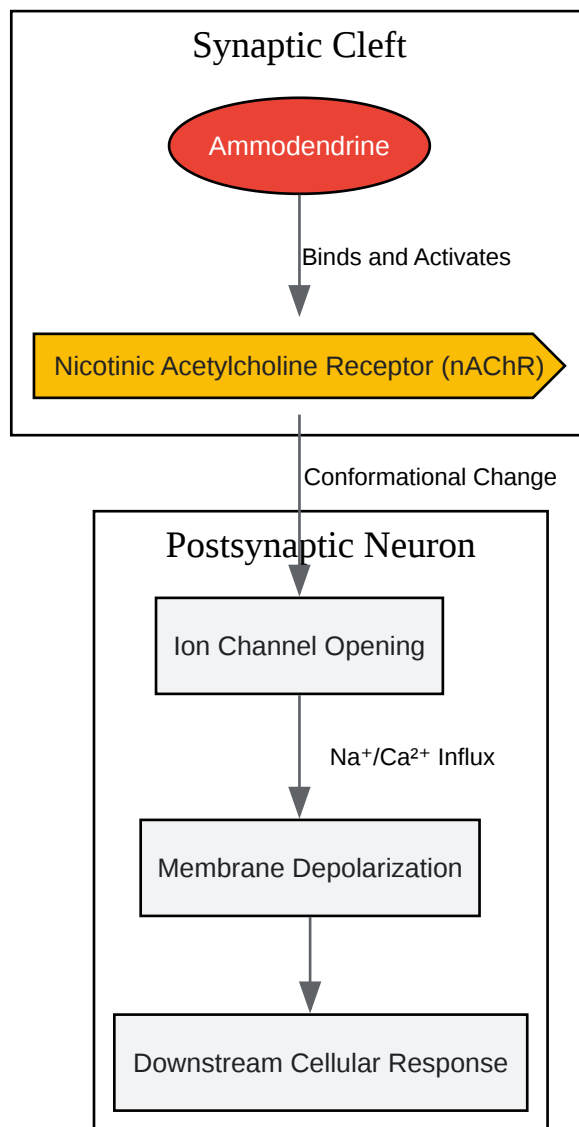 Synaptic Cleft
Ammodendrine
Binds and Activates
Nicotinic Acetylcholine Receptor (nAChR)
Conformational Change
Postsynaptic Neuron
Ion Channel Opening
Na⁺/Ca²⁺ Influx
Membrane Depolarization
Downstream Cellular Response